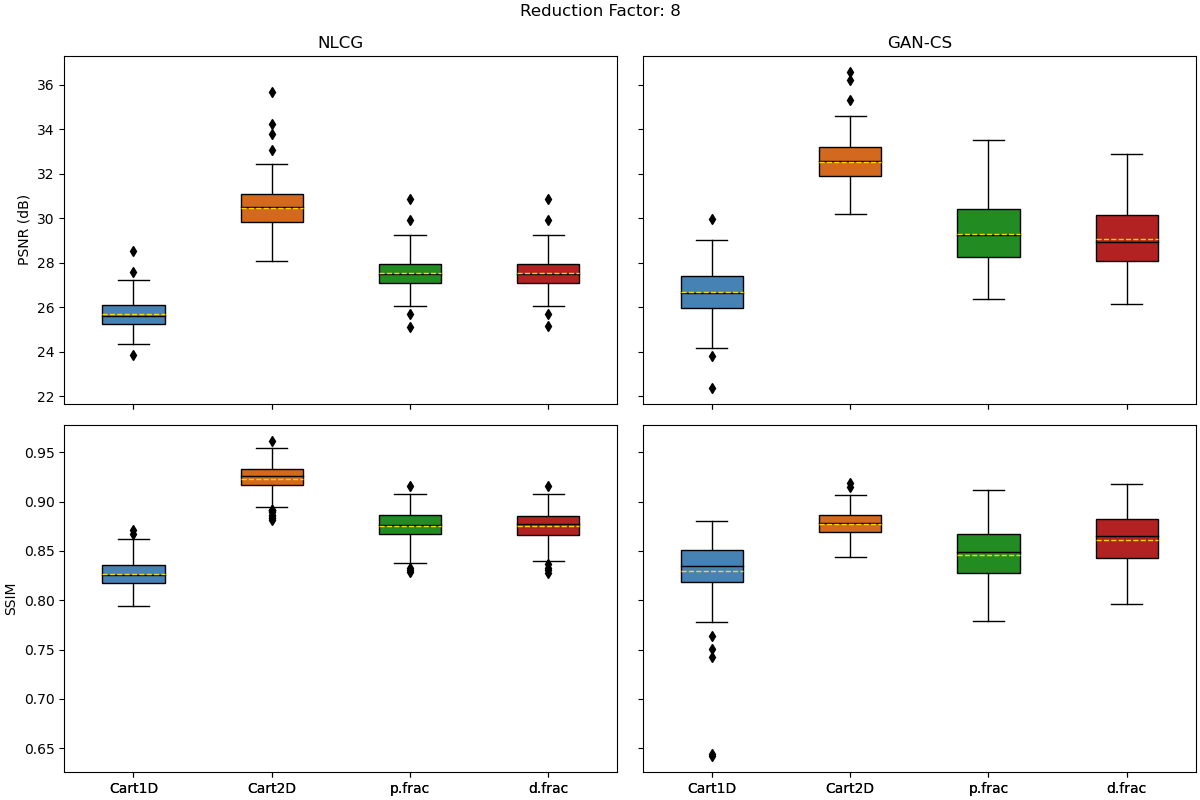 Reduction Factor: 8
NLCG
GAN-CS
PSNR (dB)
36
34
32
30
28
26
24
22
SSIM
0.95
0.90
0.85
0.80
0.75
0.70
0.65
Cart1D Cart2D p.frac d.frac
Cart1D Cart2D p.frac d.frac